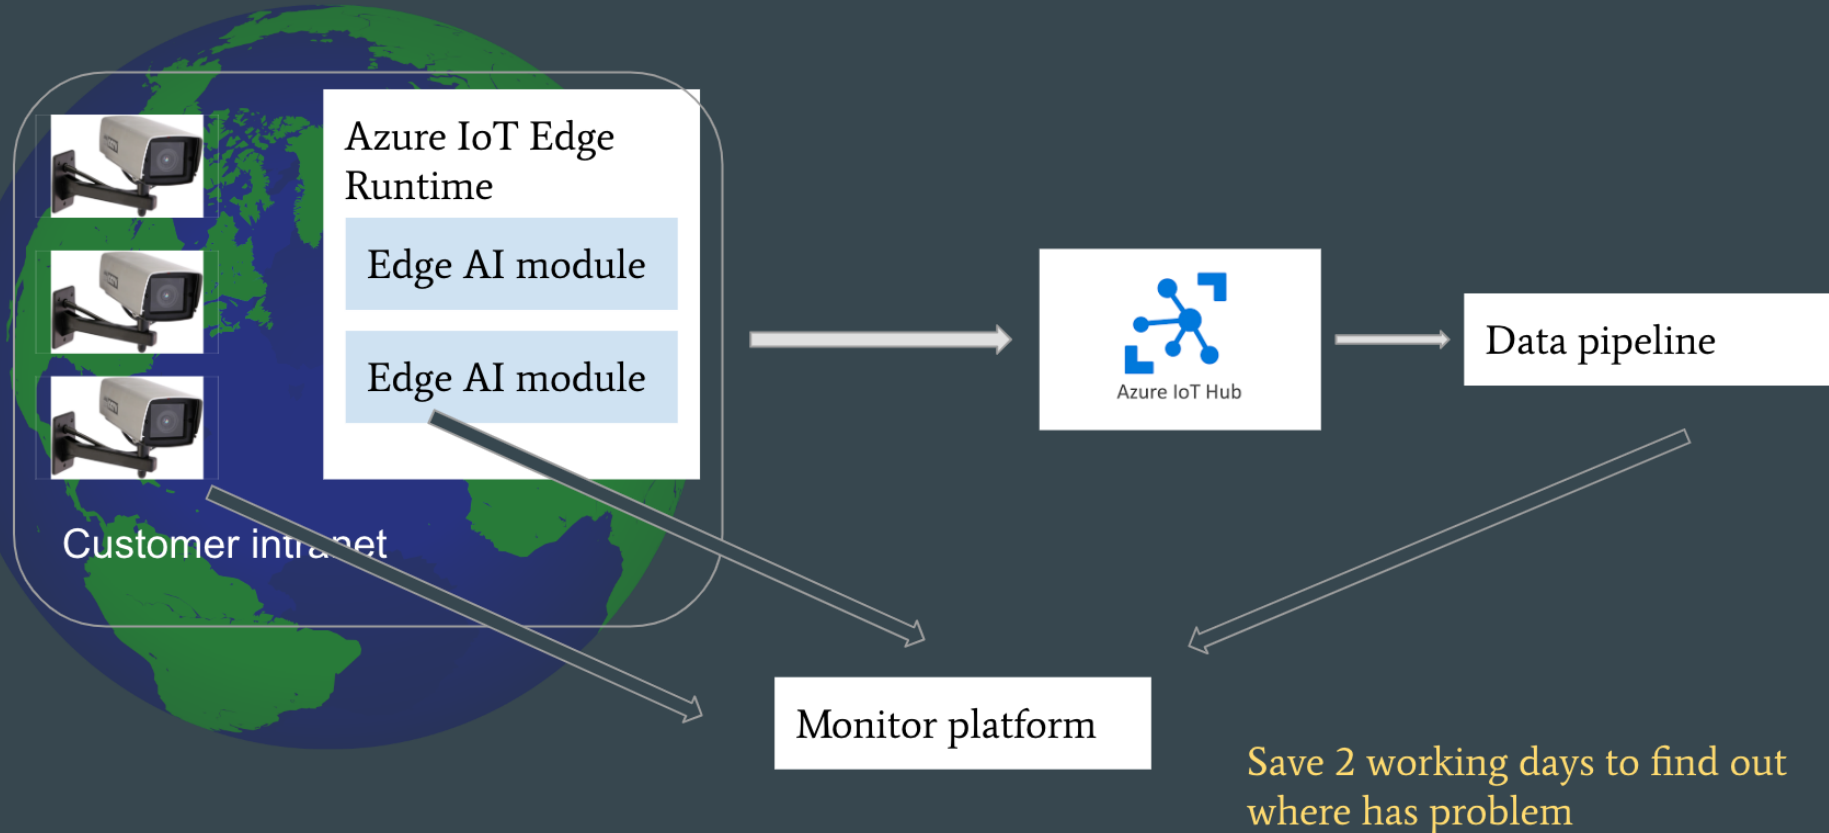 Azure IoT Edge
Runtime
Edge AI module
Edge AI module
Customer intranet
Azure IoT Hub
Data pipeline
Monitor platform
Save 2 working days to find out
where has problem